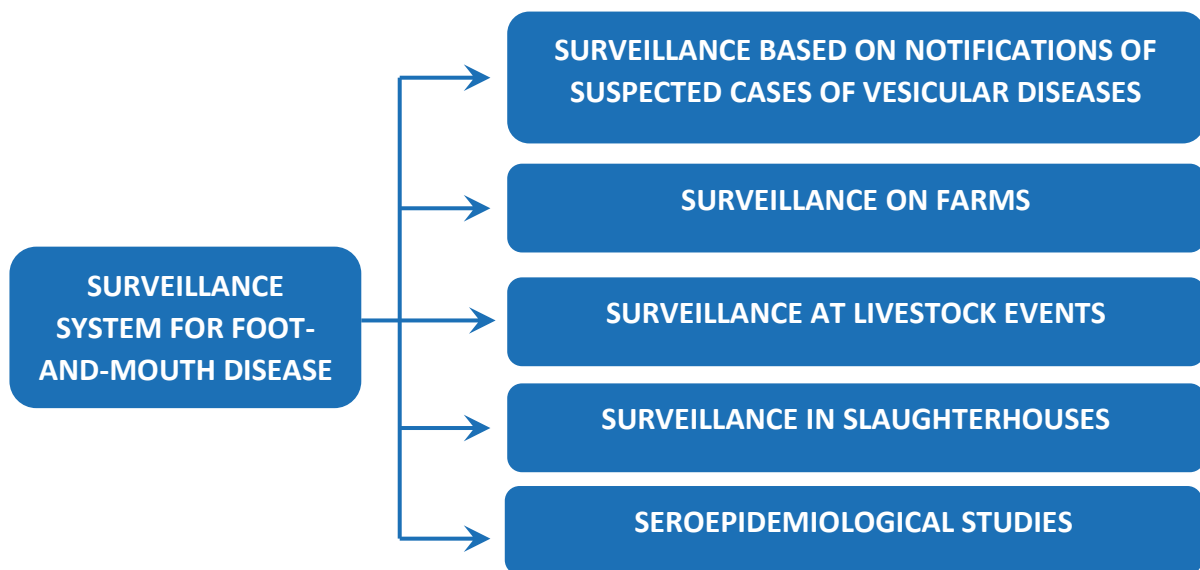 SURVEILLANCE BASED ON NOTIFICATIONS OF
SUSPECTED CASES OF VESICULAR DISEASES
SURVEILLANCE ON FARMS
SURVEILLANCE
SYSTEM FOR FOOT-
AND-MOUTH DISEASE
SURVEILLANCE AT LIVESTOCK EVENTS
SURVEILLANCE IN SLAUGHTERHOUSES
SEROEPIDEMIOLOGICAL STUDIES